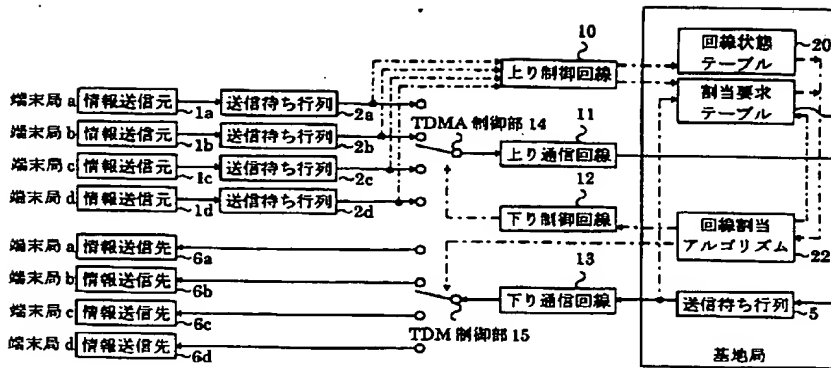 10
上り制御回線
回線状態
テーブル
20
割当要求
テーブル
端末局 a 情報送信元 1a 送信待ち行列 2a
端末局 b 情報送信元 1b 送信待ち行列 2b
端末局 c 情報送信元 1c 送信待ち行列 2c
端末局 d 情報送信元 1d 送信待ち行列 2d
TDMA 制御部 14
11
上り通信回線
12
下り制御回線
回線割当
アルゴリズム
22
端末局 a 情報送信先 6a
端末局 b 情報送信先 6b
端末局 c 情報送信先 6c
端末局 d 情報送信先 6d
13
下り通信回線
送信待ち行列
5
TDM 制御部 15
基地局